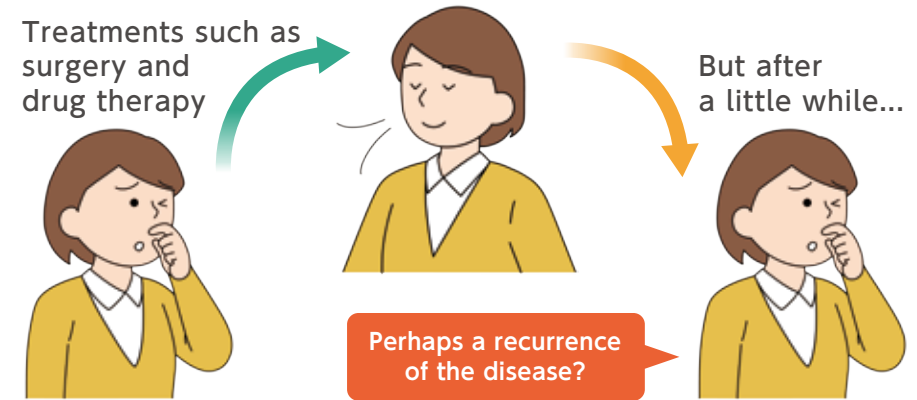 Treatments such as
surgery and
drug therapy
But after
a little while...
Perhaps a recurrence
of the disease?